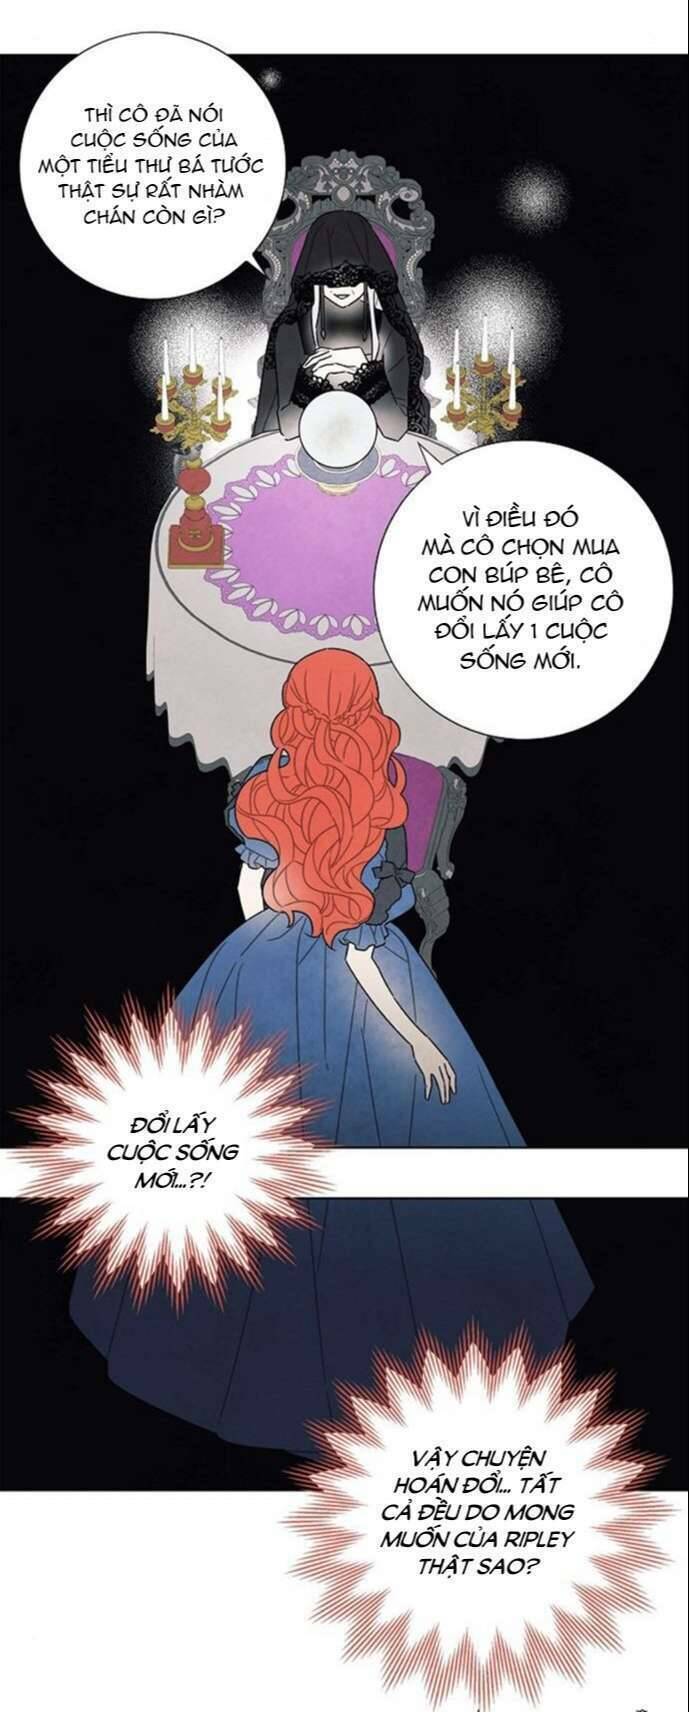 THÌ CÔ ĐÃ NÓI
CUỘC SỐNG CỦA
MỘT TIỂU THƯ BÁ TƯỚC
THẬT SỰ RẤT NHÀM
CHÁN CÒN GÌ?
VÌ ĐIỀU ĐÓ
MÀ CÔ CHỌN MUA
CON BÚP BÊ, CÔ
MUỐN NÓ GIÚP CÔ
ĐỔI LẤY 1 CUỘC
SỐNG MỚI.
ĐỔI LẤY
CUỘC SỐNG
MỚI...?!
VẬY CHUYỆN
HOÁN ĐỔI... TẤT
CẢ ĐỀU DO MONG
MUỐN CỦA RIPLEY
THẬT SAO?